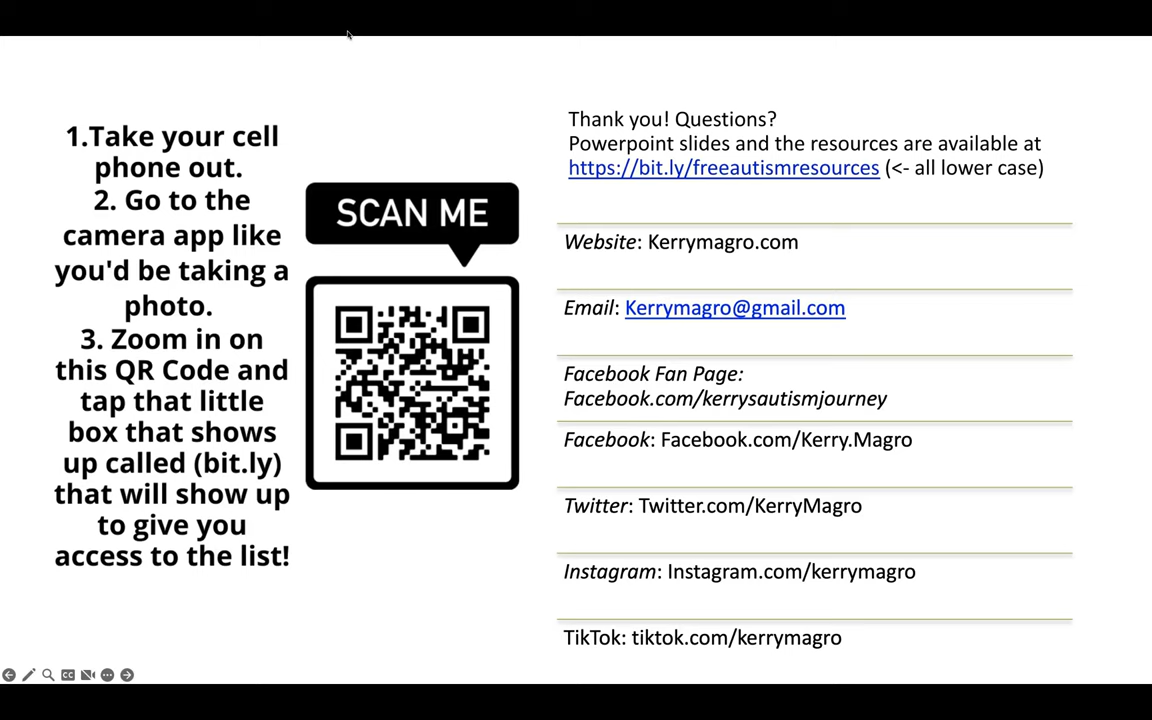 1.Take your cell
phone out.
2. Go to the
camera app like
you'd be taking a
photo.
3. Zoom in on
this QR Code and
tap that little
box that shows
up called (bit.ly)
that will show up
to give you
access to the list!
SCAN ME
Thank you! Questions?
Powerpoint slides and the resources are available at
https://bit.ly/freeautismresources (<- all lower case)
Website: Kerrymagro.com
Email: Kerrymagro@gmail.com
Facebook Fan Page:
Facebook.com/kerrysautismjourney
Facebook: Facebook.com/Kerry.Magro
Twitter: Twitter.com/KerryMagro
Instagram: Instagram.com/kerrymagro
TikTok: tiktok.com/kerrymagro
CC